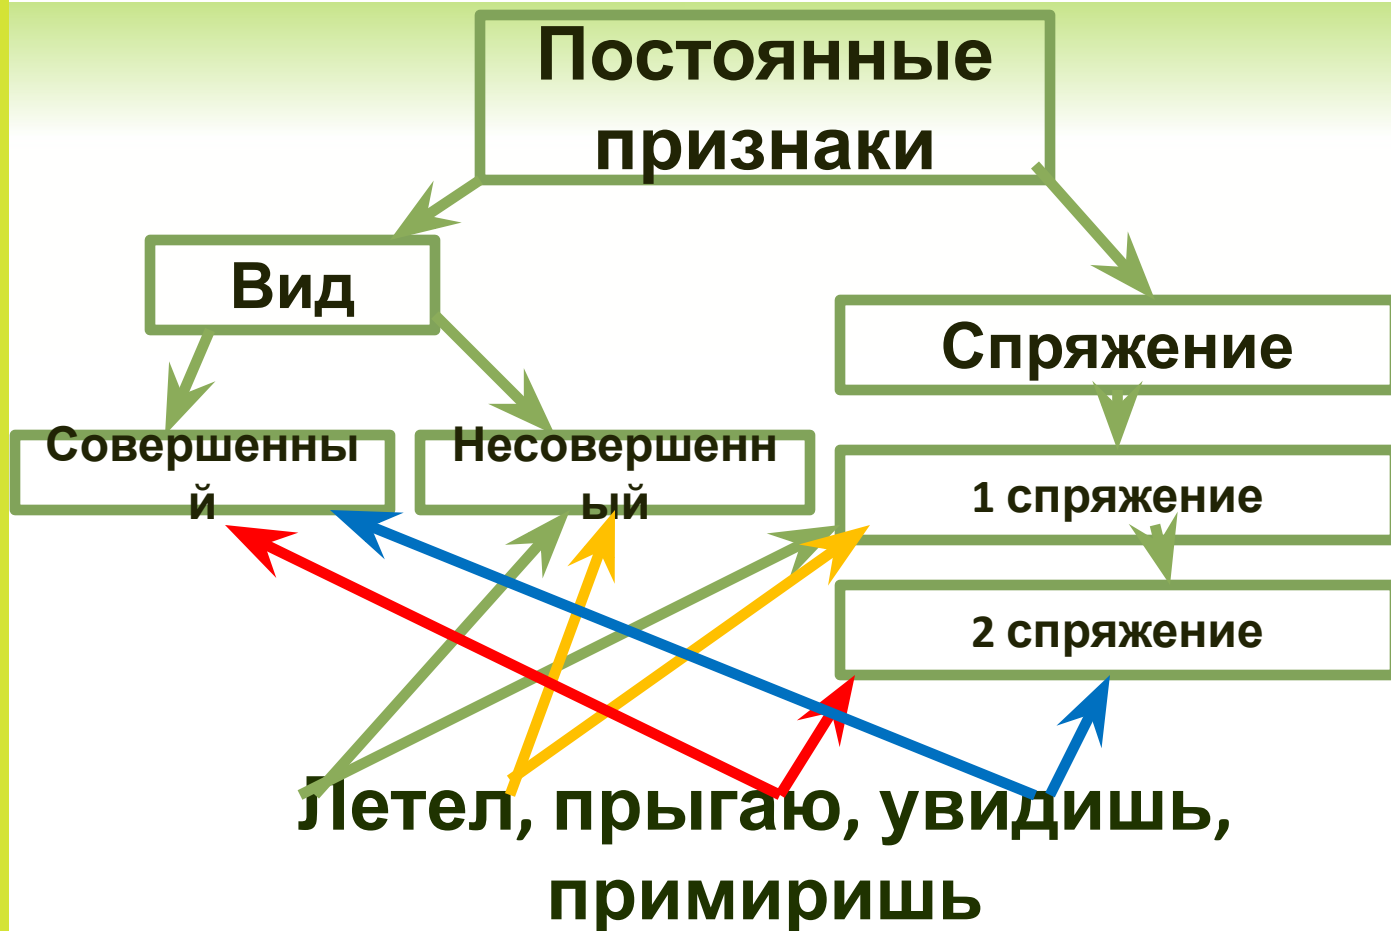 Постоянные
признаки
Вид
Спряжение
Совершенны
й
Несовершенн
ый
1 спряжение
2 спряжение
Летел, прыгаю, увидишь,
примиришь